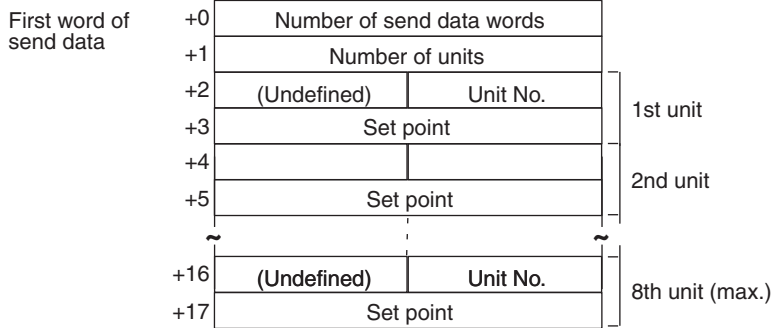 First word of
send data
+0 Number of send data words
+1 Number of units
+2 (Undefined) Unit No.
1st unit
+3 Set point
+4
2nd unit
+5 Set point
~ ~
+16 (Undefined) Unit No.
8th unit (max.)
+17 Set point